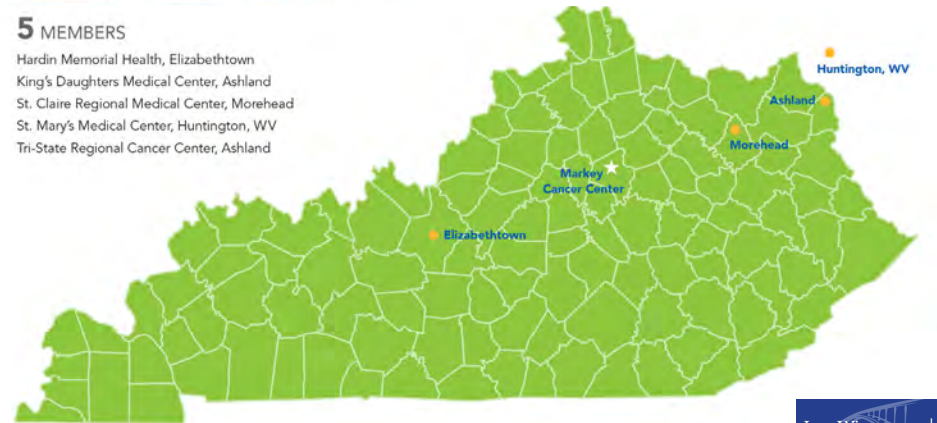 5 MEMBERS
Hardin Memorial Health, Elizabethtown
King's Daughters Medical Center, Ashland
St. Claire Regional Medical Center, Morehead
St. Mary's Medical Center, Huntington, WV
Tri-State Regional Cancer Center, Ashland
Huntington, WV
Ashland
Morehead
Markey
Cancer Center
Elizabethtown